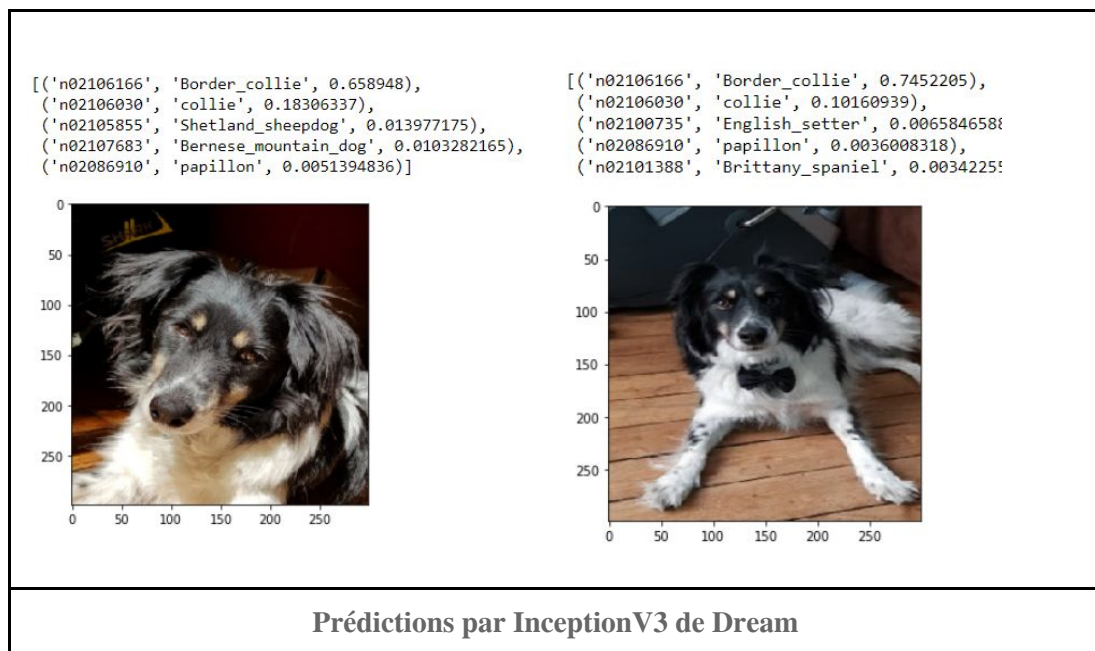 [('n02106166', 'Border_collie', 0.658948),
('n02106030', 'collie', 0.18306337),
('n02105855', 'Shetland_sheepdog', 0.013977175),
('n02107683', 'Bernese_mountain_dog', 0.0103282165),
('n02086910', 'papillon', 0.0051394836)]
0
50
100
150
200
250
0 50 100 150 200 250
[('n02106166', 'Border_collie', 0.7452205),
('n02106030', 'collie', 0.10160939),
('n02100735', 'English_setter', 0.0065846588
('n02086910', 'papillon', 0.0036008318),
('n02101388', 'Brittany_spaniel', 0.00342255
0
50
100
150
200
250
0 50 100 150 200 250
Prédictions par InceptionV3 de Dream